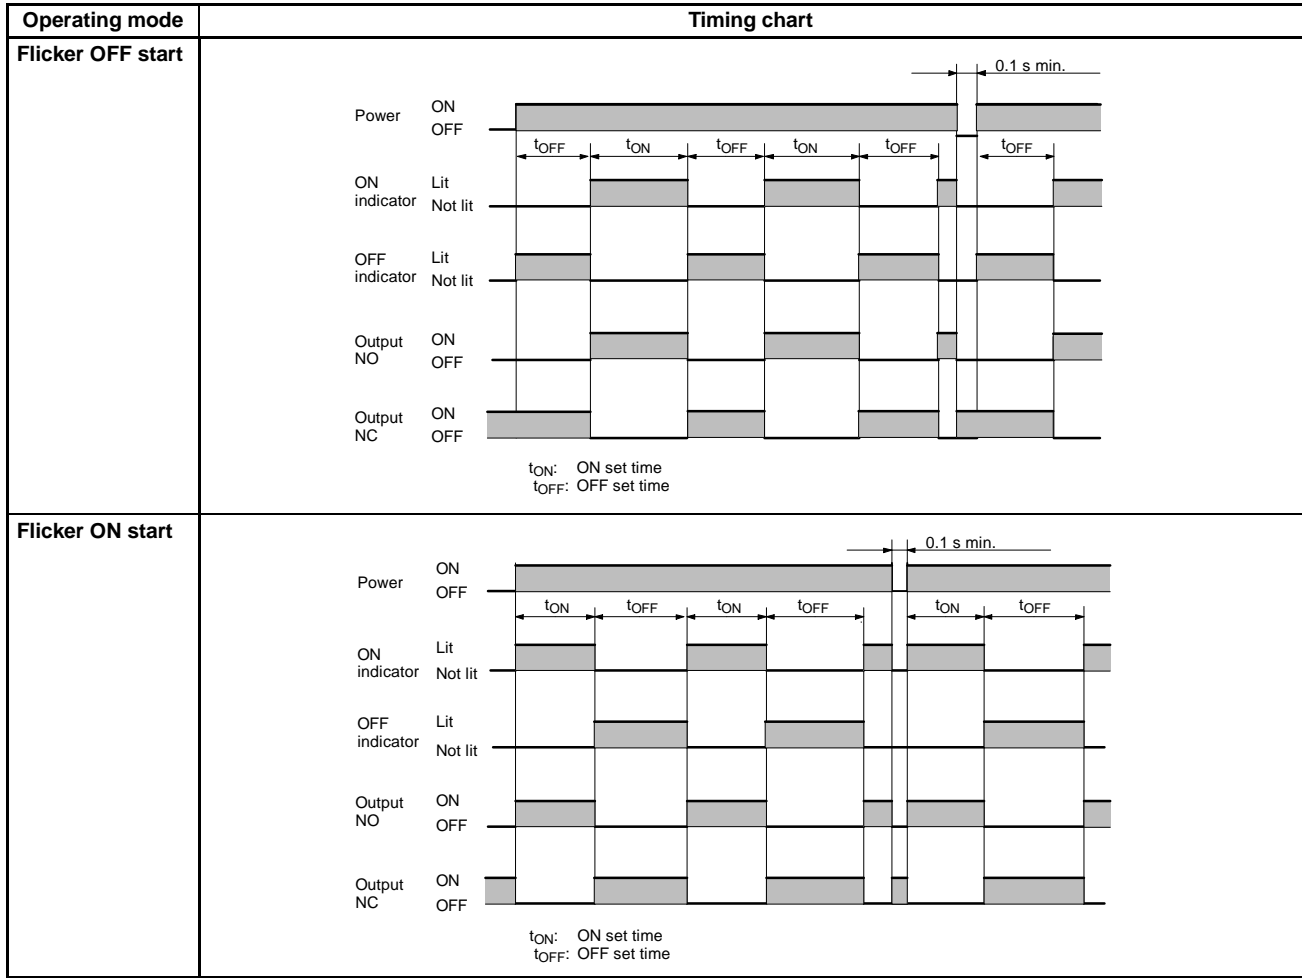 Operating mode
Timing chart
Flicker OFF start
0.1 s min.
Power
ON
OFF
tOFF
tON
tOFF
tON
tOFF
tOFF
ON
indicator
Lit
Not lit
OFF
indicator
Lit
Not lit
Output
NO
ON
OFF
Output
NC
ON
OFF
tON: ON set time
tOFF: OFF set time
Flicker ON start
0.1 s min.
Power
ON
OFF
tON
tOFF
tON
tOFF
tON
tOFF
ON
indicator
Lit
Not lit
OFF
indicator
Lit
Not lit
Output
NO
ON
OFF
Output
NC
ON
OFF
tON: ON set time
tOFF: OFF set time